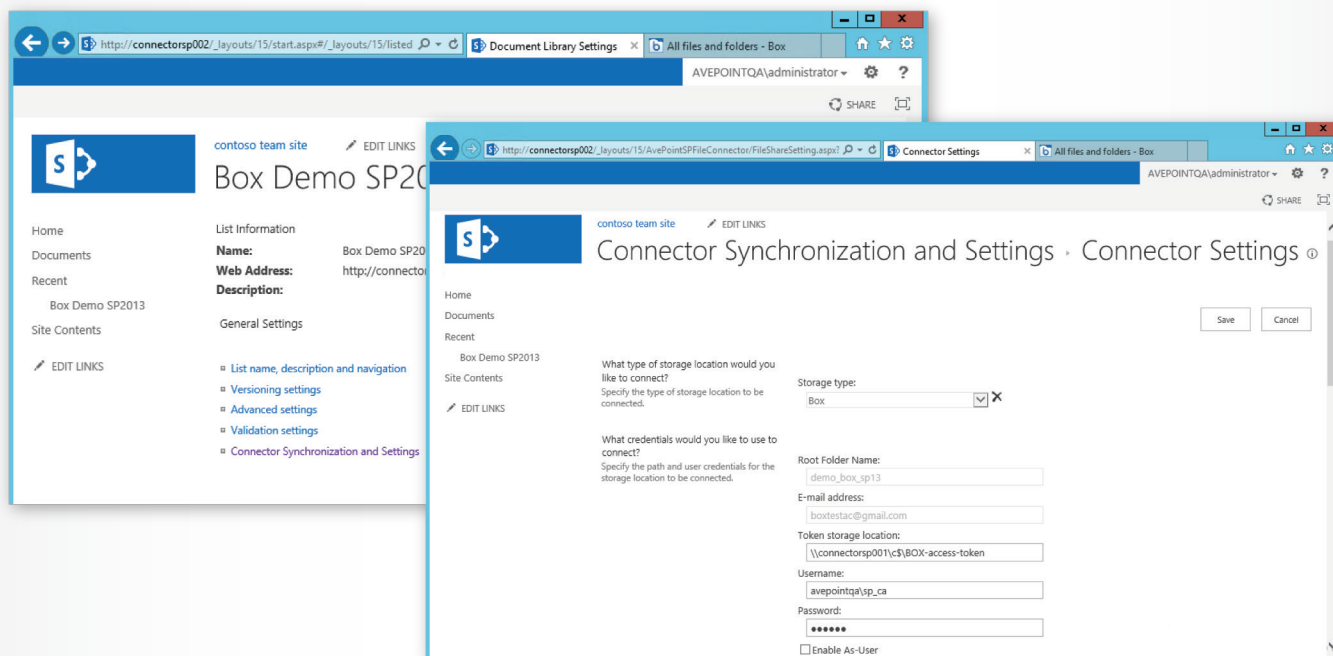 http://connectorsp002/_layouts/15/start.aspx#/_layouts/15/listed
Document Library Settings
All files and folders - Box
AVEPOINTQA\administrator
?
SHARE
S
contoso team site
EDIT LINKS
Box Demo SP20
Home
Documents
Recent
Box Demo SP2013
Site Contents
EDIT LINKS
List Information
Name: Box Demo SP20
Web Address: http://connecto
Description:
General Settings
List name, description and navigation
Versioning settings
Advanced settings
Validation settings
Connector Synchronization and Settings
http://connectorsp002/_layouts/15/AvePointSPFileConnector/FileShareSetting.aspx?
Connector Settings
All files and folders - Box
AVEPOINTQA\administrator
?
SHARE
S
contoso team site
EDIT LINKS
Connector Synchronization and Settings › Connector Settings
Home
Documents
Recent
Box Demo SP2013
Site Contents
EDIT LINKS
Save Cancel
What type of storage location would you
like to connect?
Specify the type of storage location to be
connected.
Storage type:
Box
What credentials would you like to use to
connect?
Specify the path and user credentials for the
storage location to be connected.
Root Folder Name:
demo_box_sp13
E-mail address:
boxtestac@gmail.com
Token storage location:
\\connectorsp001\c$\BOX-access-token
Username:
avepointqa\sp_ca
Password:
••••••
Enable As-User